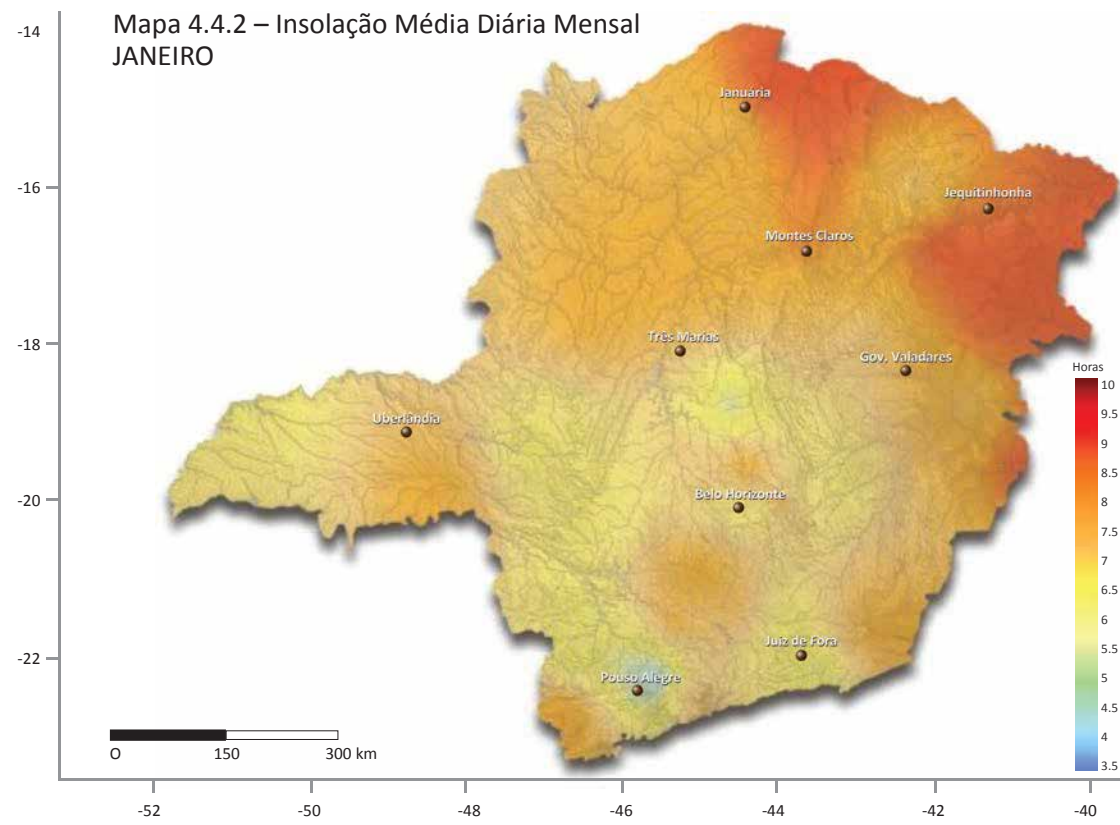 Mapa 4.4.2 – Insolação Média Diária Mensal
JANEIRO
-14
-16
-18
-20
-22
Januária
Jequitinhonha
Montes Claros
Três Marias
Gov. Valadares
Uberlândia
Belo Horizonte
Juiz de Fora
Pouso Alegre
Horas
10
9.5
9
8.5
8
7.5
7
6.5
6
5.5
5
4.5
4
3.5
O 150 300 km
-52 -50 -48 -46 -44 -42 -40